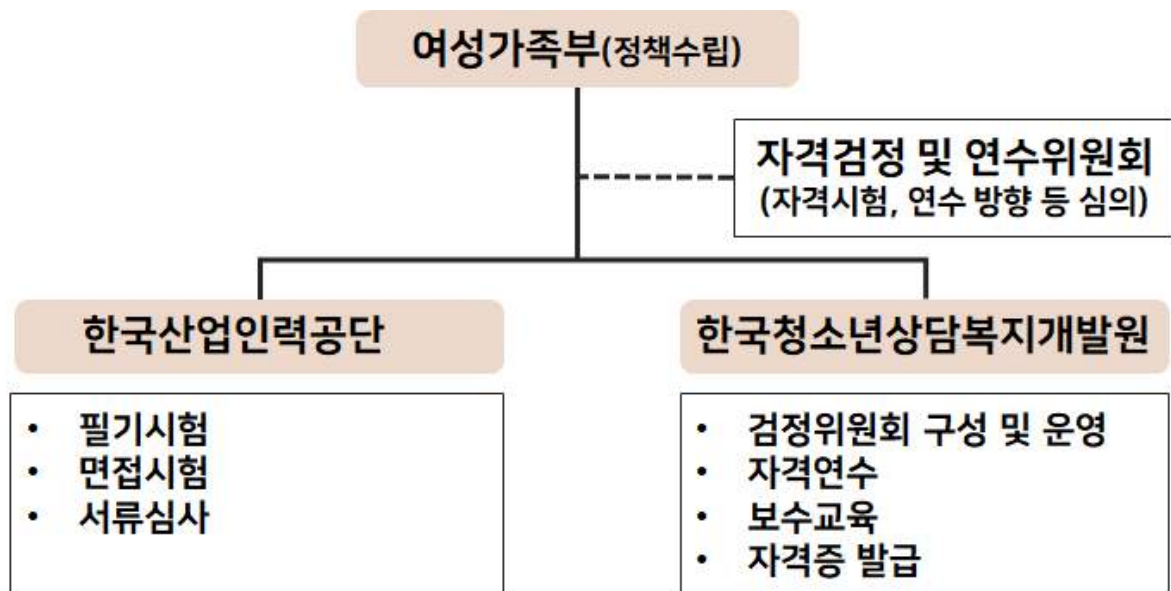 여성가족부(정책수립)
자격검정 및 연수위원회
(자격시험, 연수 방향 등 심의)
한국산업인력공단
• 필기시험
• 면접시험
• 서류심사
한국청소년상담복지개발원
• 검정위원회 구성 및 운영
• 자격연수
• 보수교육
• 자격증 발급